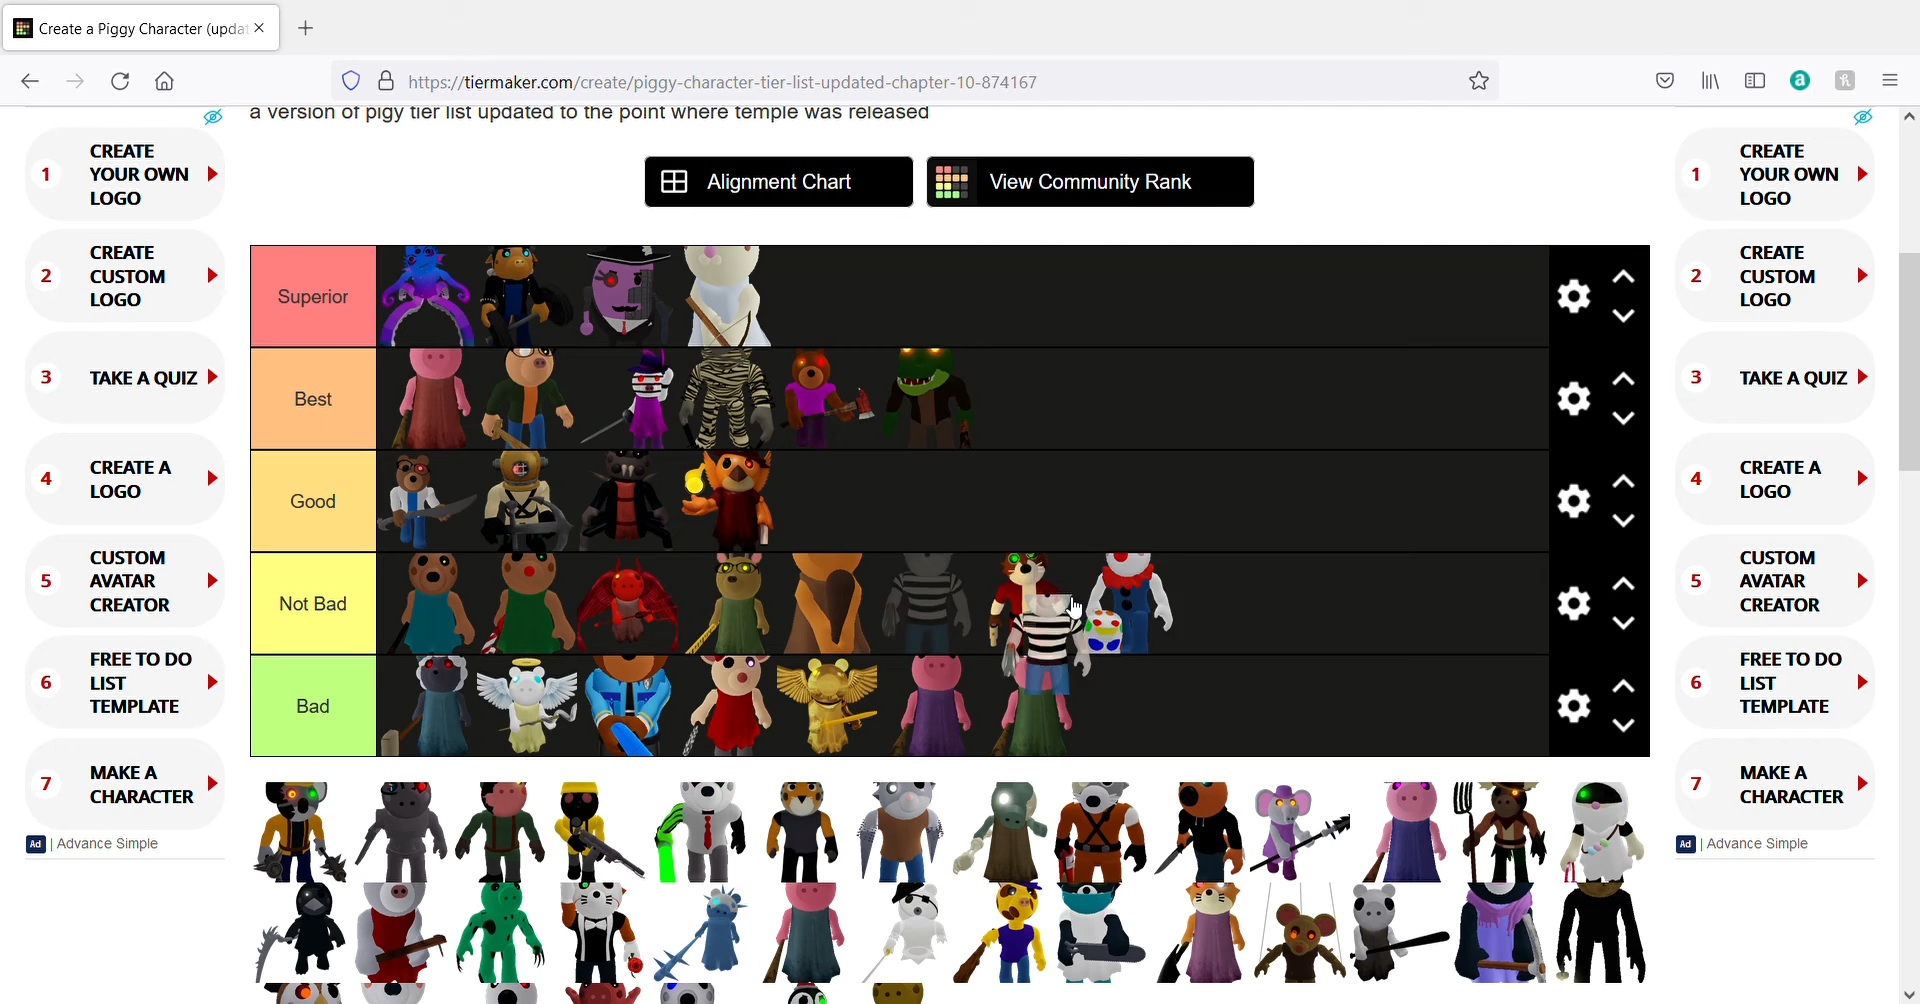 Create a Piggy Character (updat
https://tiermaker.com/create/piggy-character-tier-list-updated-chapter-10-874167
a version of pigy tier list updated to the point where temple was released
Alignment Chart
View Community Rank
1
CREATE
YOUR OWN
LOGO
2
CREATE
CUSTOM
LOGO
3
TAKE A QUIZ
4
CREATE A
LOGO
5
CUSTOM
AVATAR
CREATOR
6
FREE TO DO
LIST
TEMPLATE
7
MAKE A
CHARACTER
Ad | Advance Simple
Superior
Best
Good
Not Bad
Bad
1
CREATE
YOUR OWN
LOGO
2
CREATE
CUSTOM
LOGO
3
TAKE A QUIZ
4
CREATE A
LOGO
5
CUSTOM
AVATAR
CREATOR
6
FREE TO DO
LIST
TEMPLATE
7
MAKE A
CHARACTER
Ad | Advance Simple